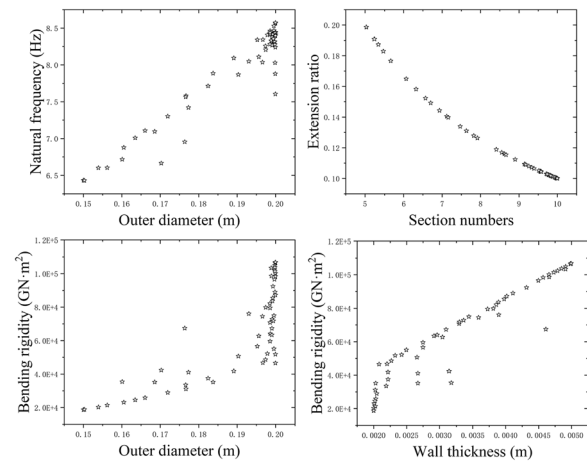 Natural frequency (Hz)
8.5
8.0
7.5
7.0
6.5
0.15 0.16 0.17 0.18 0.19 0.20
Outer diameter (m)
Extension ratio
0.20
0.18
0.16
0.14
0.12
0.10
5 6 7 8 9 10
Section numbers
Bending rigidity (GN·m²)
1.2E+5
1.0E+5
8.0E+4
6.0E+4
4.0E+4
2.0E+4
0.15 0.16 0.17 0.18 0.19 0.20
Outer diameter (m)
Bending rigidity (GN·m²)
1.2E+5
1.0E+5
8.0E+4
6.0E+4
4.0E+4
2.0E+4
0.0020 0.0025 0.0030 0.0035 0.0040 0.0045 0.0050
Wall thickness (m)